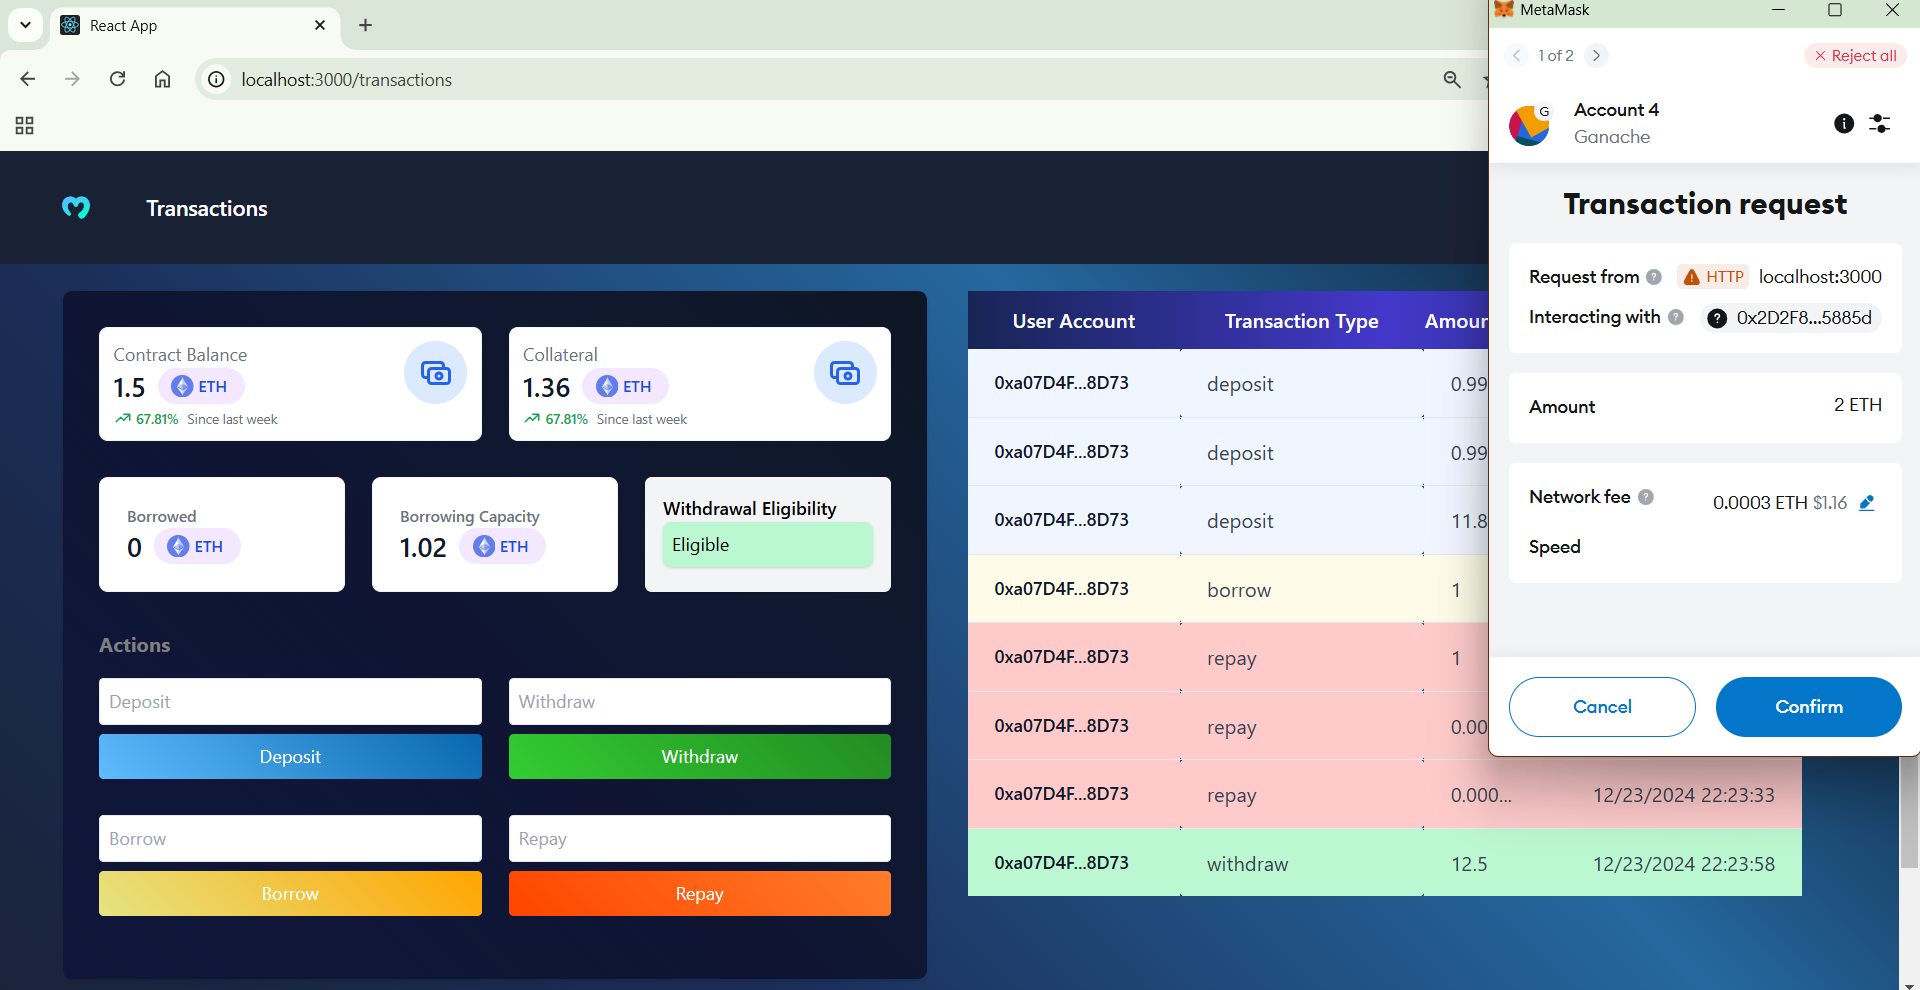 React App
localhost:3000/transactions
Transactions
Contract Balance
1.5 ETH
67.81% Since last week
Collateral
1.36 ETH
67.81% Since last week
Borrowed
0 ETH
Borrowing Capacity
1.02 ETH
Withdrawal Eligibility
Eligible
Actions
Deposit
Withdraw
Deposit
Withdraw
Borrow
Repay
Borrow
Repay
User Account Transaction Type Amoun
0xa07D4F...8D73 deposit 0.99
0xa07D4F...8D73 deposit 0.99
0xa07D4F...8D73 deposit 11.8
0xa07D4F...8D73 borrow 1
0xa07D4F...8D73 repay 1
0xa07D4F...8D73 repay 0.00
0xa07D4F...8D73 repay 0.000... 12/23/2024 22:23:33
0xa07D4F...8D73 withdraw 12.5 12/23/2024 22:23:58
MetaMask
1 of 2
Reject all
G
Account 4
Ganache
Transaction request
Request from HTTP localhost:3000
Interacting with 0x2D2F8...5885d
Amount 2 ETH
Network fee 0.0003 ETH $1.16
Speed
Cancel
Confirm